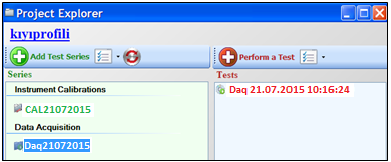 Project Explorer
kıyıprofili
Add Test Series
Perform a Test
Series
Tests
Instrument Calibrations
CAL21072015
Data Acquisition
Daq21072015
Daq 21.07.2015 10:16:24